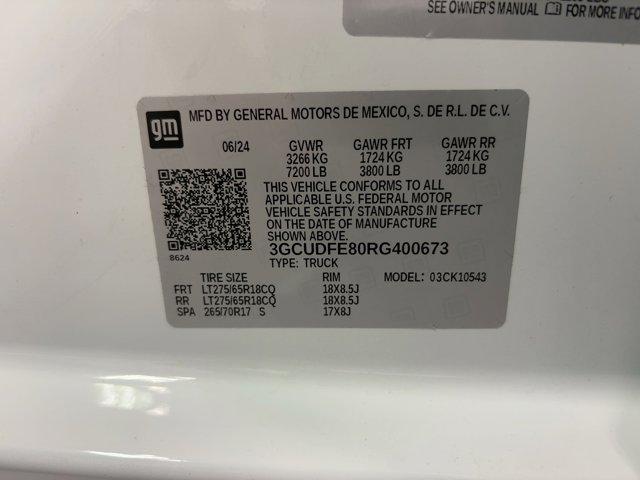 SEE OWNER'S MANUAL FOR MORE INFO
gm
MFD BY GENERAL MOTORS DE MEXICO, S. DE R.L. DE C.V.
06/24 GVWR GAWR FRT GAWR RR
3266 KG 1724 KG 1724 KG
7200 LB 3800 LB 3800 LB
THIS VEHICLE CONFORMS TO ALL
APPLICABLE U.S. FEDERAL MOTOR
VEHICLE SAFETY STANDARDS IN EFFECT
ON THE DATE OF MANUFACTURE
SHOWN ABOVE.
3GCUDFE80RG400673
8624
TYPE: TRUCK
TIRE SIZE RIM MODEL: 03CK10543
FRT LT275/65R18CQ 18X8.5J
RR LT275/65R18CQ 18X8.5J
SPA 265/70R17 S 17X8J